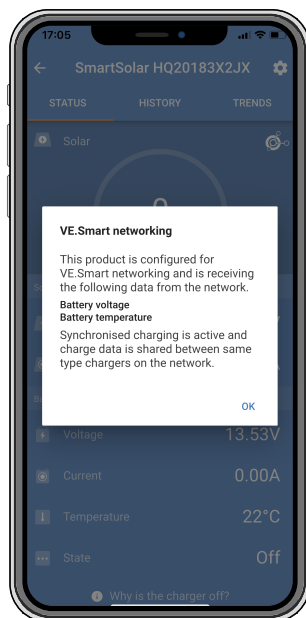 17:05
SmartSolar HQ20183X2JX
STATUS HISTORY TRENDS
Solar
VE.Smart networking
This product is configured for
VE.Smart networking and is receiving
the following data from the network.
Battery voltage
Battery temperature
Synchronised charging is active and
charge data is shared between same
type chargers on the network.
OK
Voltage 13.53V
Current 0.00A
Temperature 22°C
State Off
Why is the charger off?